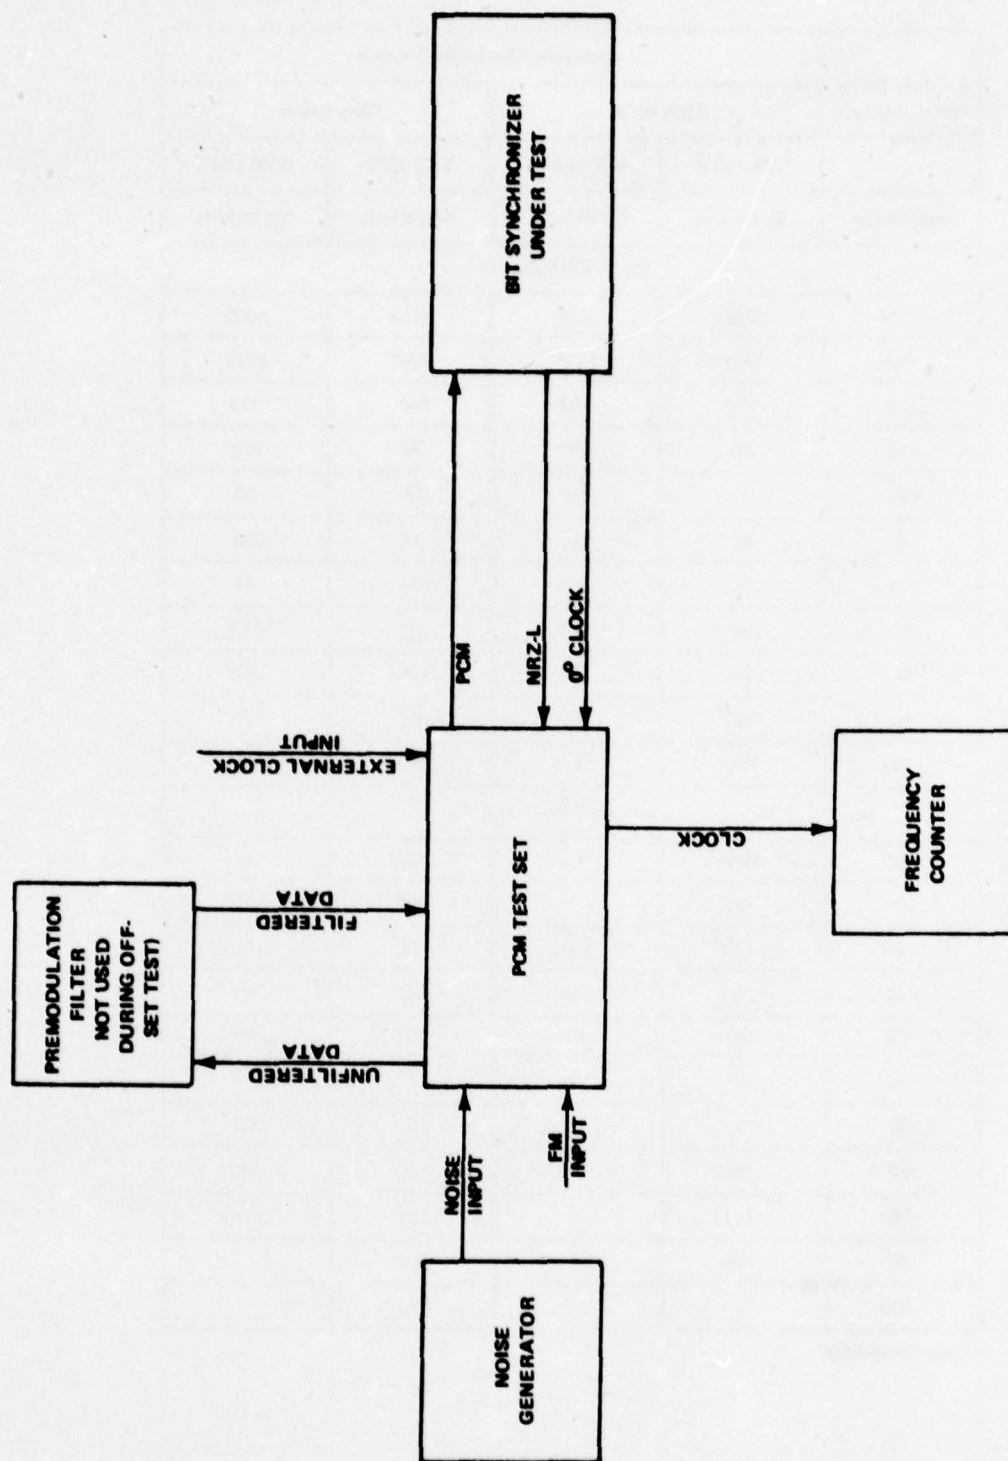 PREMODULATION
FILTER
NOT USED
DURING OFF-
SET TEST)
UNFILTERED
DATA
FILTERED
DATA
EXTERNAL CLOCK
INPUT
NOISE
GENERATOR
NOISE
INPUT
FM
INPUT
PCM TEST SET
PCM
NRZ-L
0° CLOCK
BIT SYNCHRONIZER
UNDER TEST
CLOCK
FREQUENCY
COUNTER